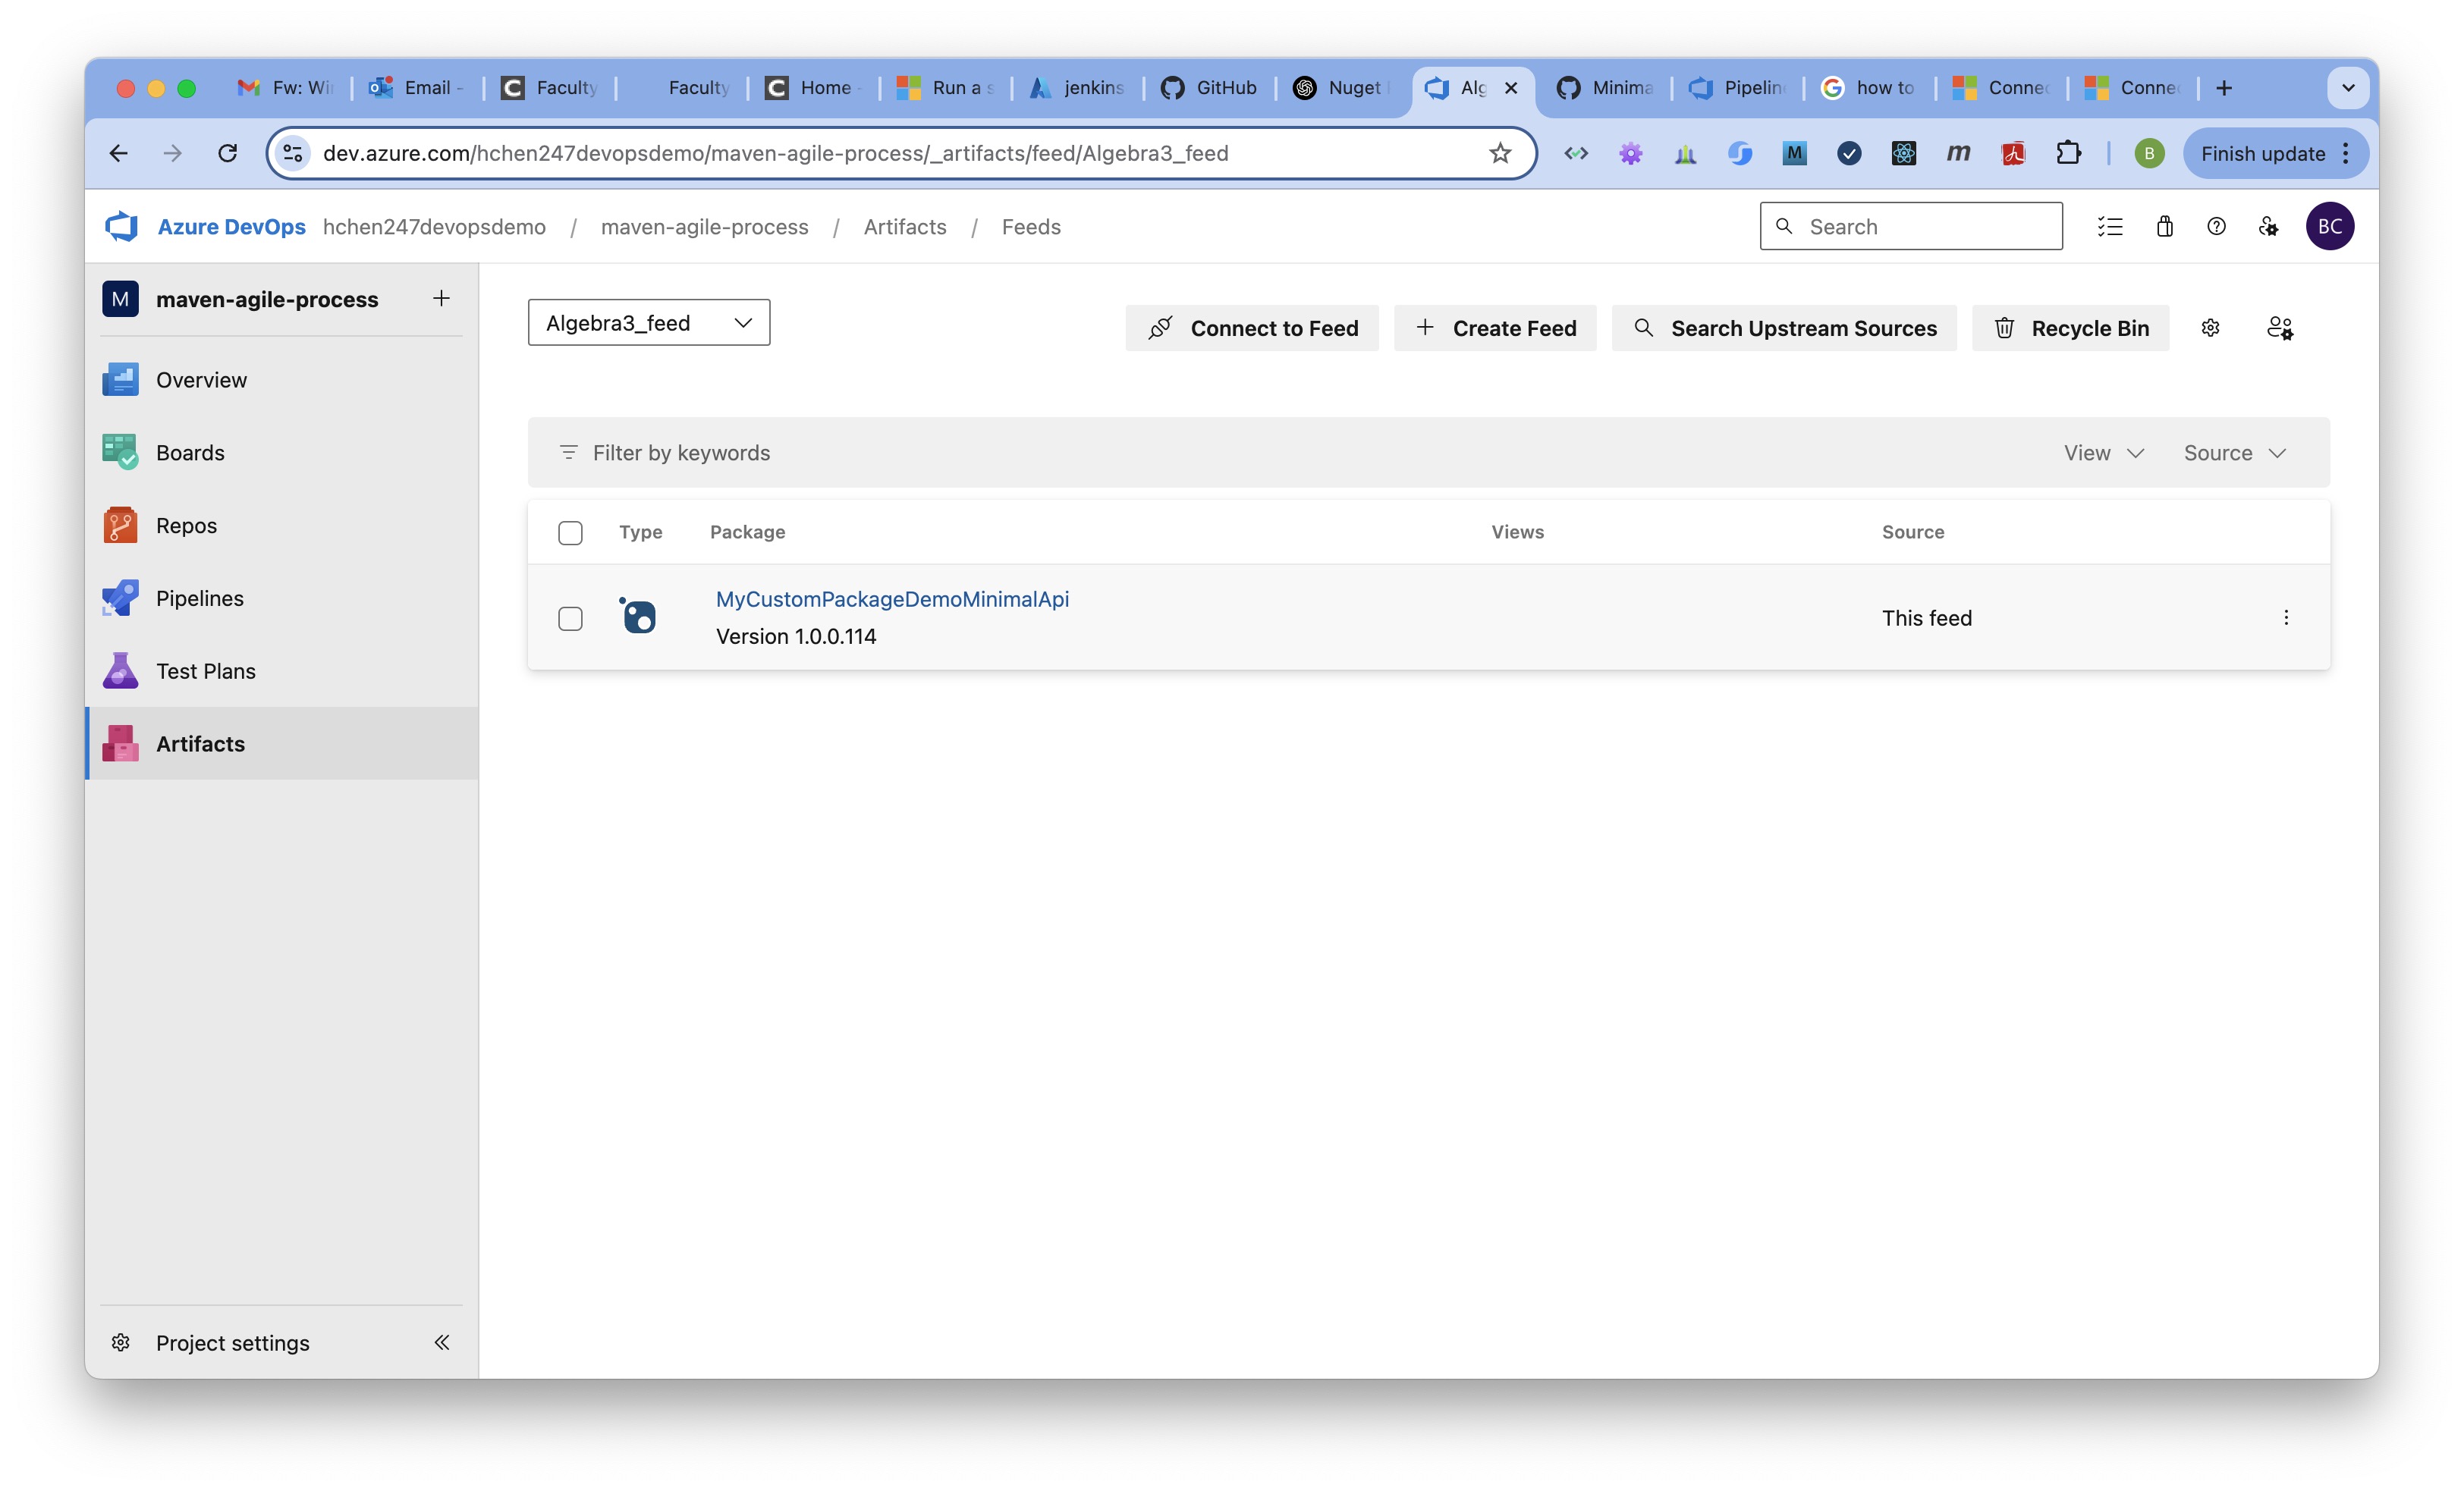 Fw: Wi
Email -
Faculty
Faculty
Home -
Run a s
jenkins
GitHub
Nuget
Alg
Minima
Pipelin
how to
Connec
Connec
dev.azure.com/hchen247devopsdemo/maven-agile-process/_artifacts/feed/Algebra3_feed
M
m
B
Finish update
Azure DevOps hchen247devopsdemo / maven-agile-process / Artifacts / Feeds
Search
BC
M maven-agile-process
Overview
Boards
Repos
Pipelines
Test Plans
Artifacts
Project settings
Algebra3_feed
Connect to Feed
Create Feed
Search Upstream Sources
Recycle Bin
Filter by keywords
View
Source
Type Package Views Source
MyCustomPackageDemoMinimalApi
Version 1.0.0.114
This feed